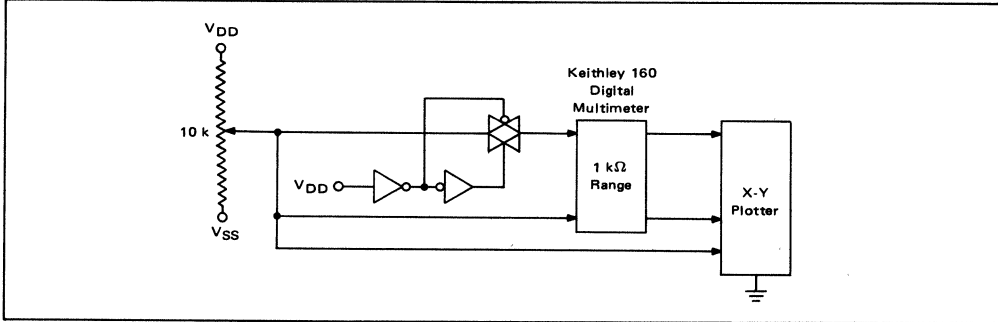 VDD
10 k
VSS
VDD
Keithley 160
Digital
Multimeter
1 kΩ
Range
X-Y
Plotter